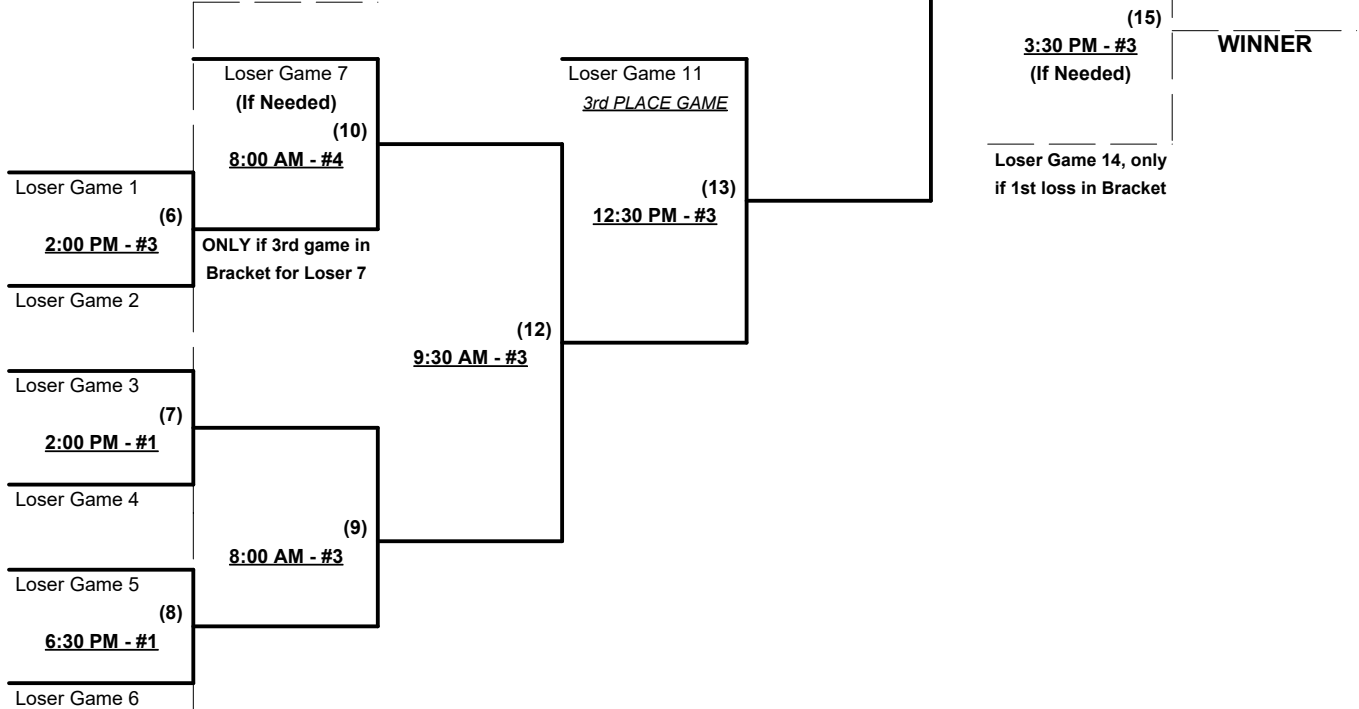 (15)
3:30 PM - #3
WINNER
(If Needed)
Loser Game 14, only
if 1st loss in Bracket
Loser Game 7
(If Needed)
(10)
8:00 AM - #4
Loser Game 11
3rd PLACE GAME
(13)
12:30 PM - #3
Loser Game 1
(6)
2:00 PM - #3
Loser Game 2
ONLY if 3rd game in
Bracket for Loser 7
(12)
9:30 AM - #3
Loser Game 3
(7)
2:00 PM - #1
Loser Game 4
(9)
8:00 AM - #3
Loser Game 5
(8)
6:30 PM - #1
Loser Game 6